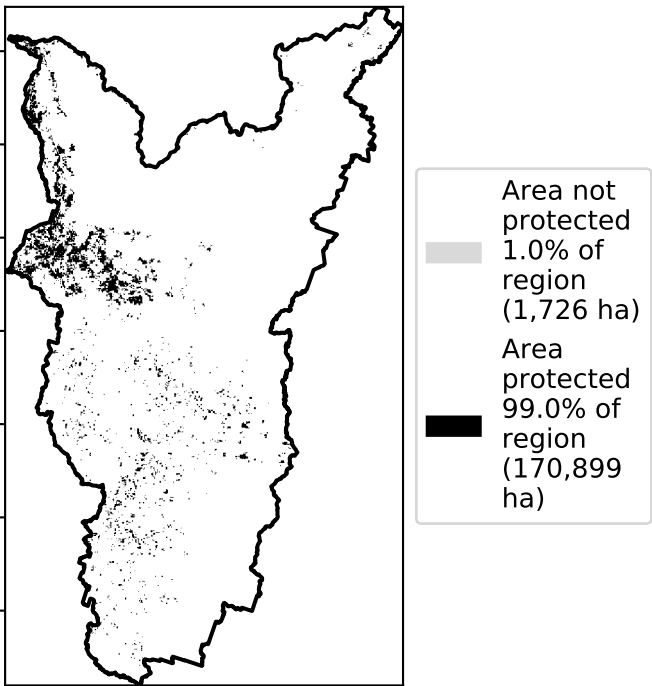 Area not
protected
1.0% of
region
(1,726 ha)
Area
protected
99.0% of
region
(170,899
ha)